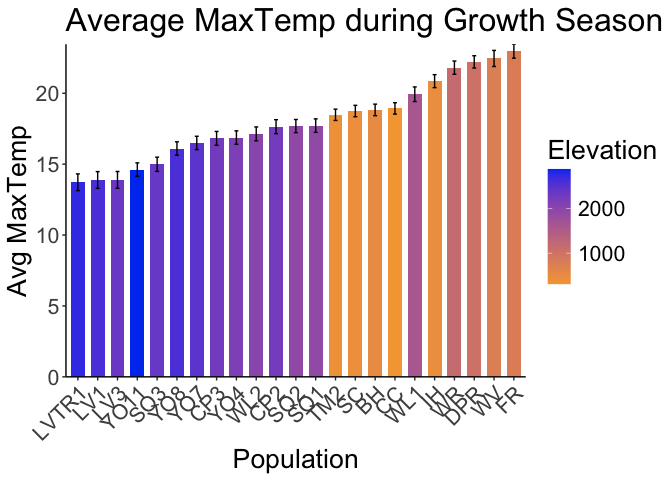 Average MaxTemp during Growth Season
Avg MaxTemp
20
15
10
5
0
LVTR1
LV1
LV3
YO11
SQ3
YO8
YO7
CP3
YO4
WL2
CP2
SQ2
SQ1
TM2
SC
BH
CC
WL1
IH
WR
DPR
WV
FR
Population
Elevation
2000
1000